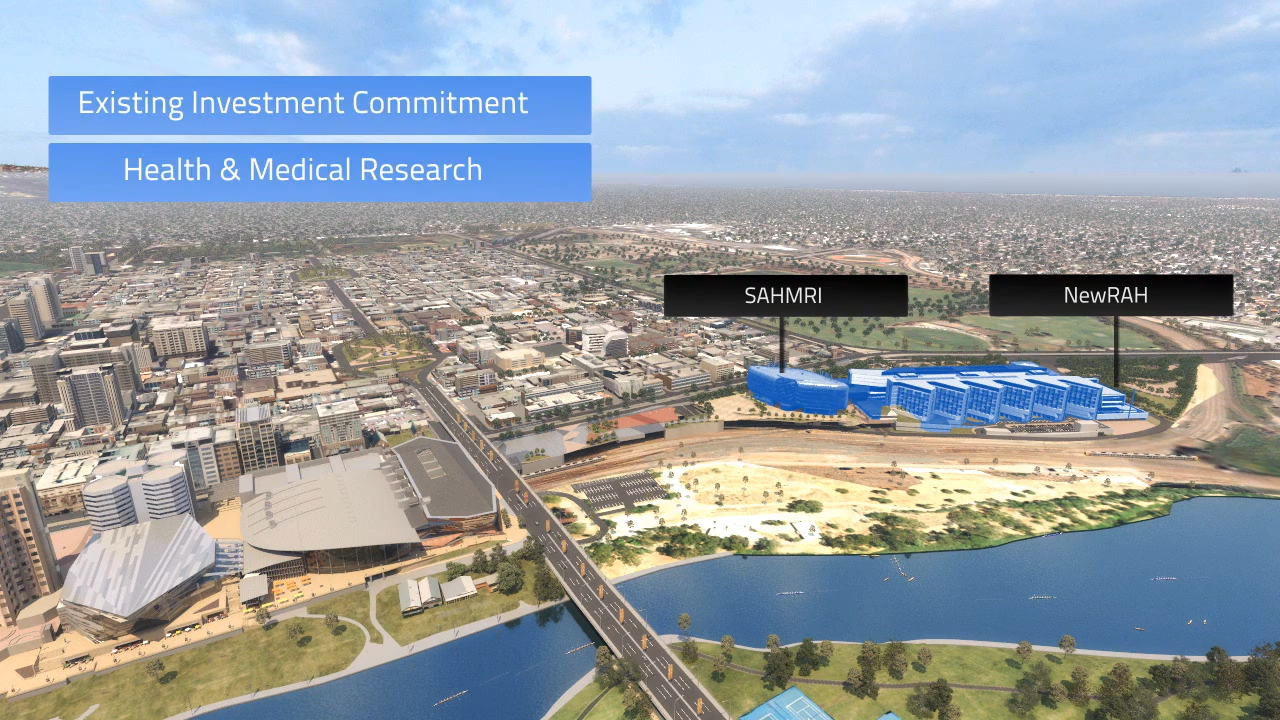 Existing Investment Commitment
Health & Medical Research
SAHMRI
NewRAH